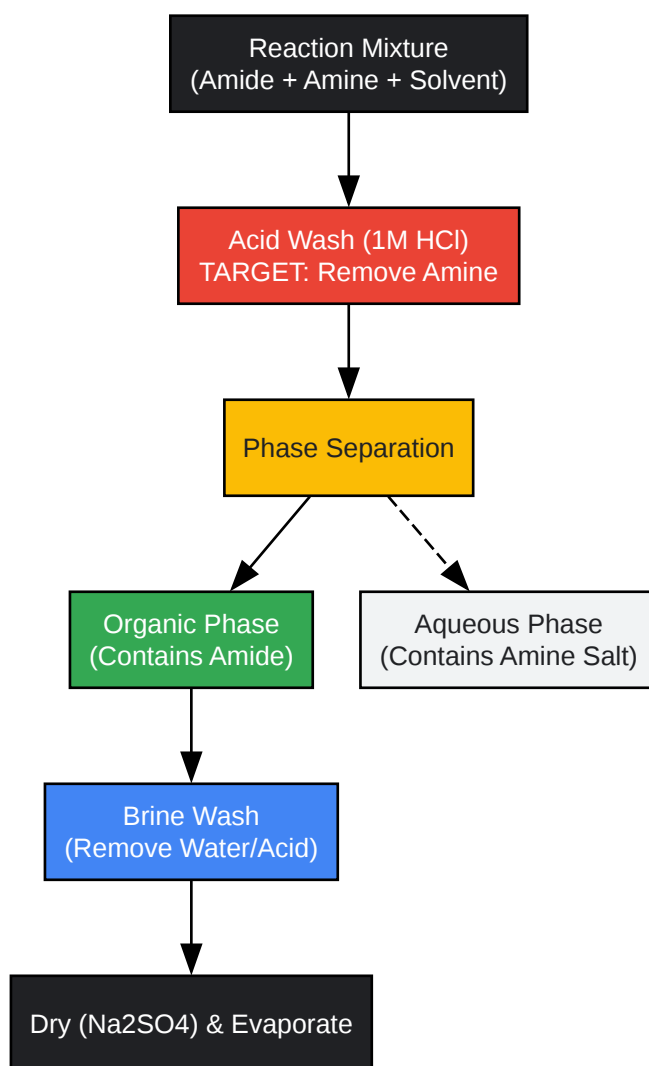 Reaction Mixture
(Amide + Amine + Solvent)
Acid Wash (1M HCl)
TARGET: Remove Amine
Phase Separation
Organic Phase
(Contains Amide)
Aqueous Phase
(Contains Amine Salt)
Brine Wash
(Remove Water/Acid)
Dry (Na2SO4) & Evaporate